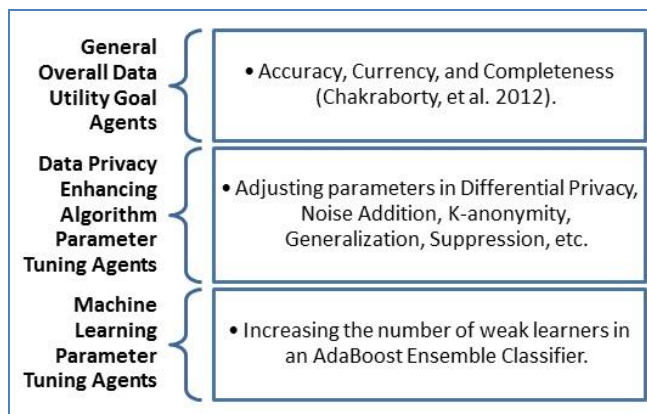 General
Overall Data
Utility Goal
Agents
• Accuracy, Currency, and Completeness
(Chakraborty, et al. 2012).
Data Privacy
Enhancing
Algorithm
Parameter
Tuning Agents
• Adjusting parameters in Differential Privacy,
Noise Addition, K-anonymity,
Generalization, Suppression, etc.
Machine
Learning
Parameter
Tuning Agents
• Increasing the number of weak learners in
an AdaBoost Ensemble Classifier.